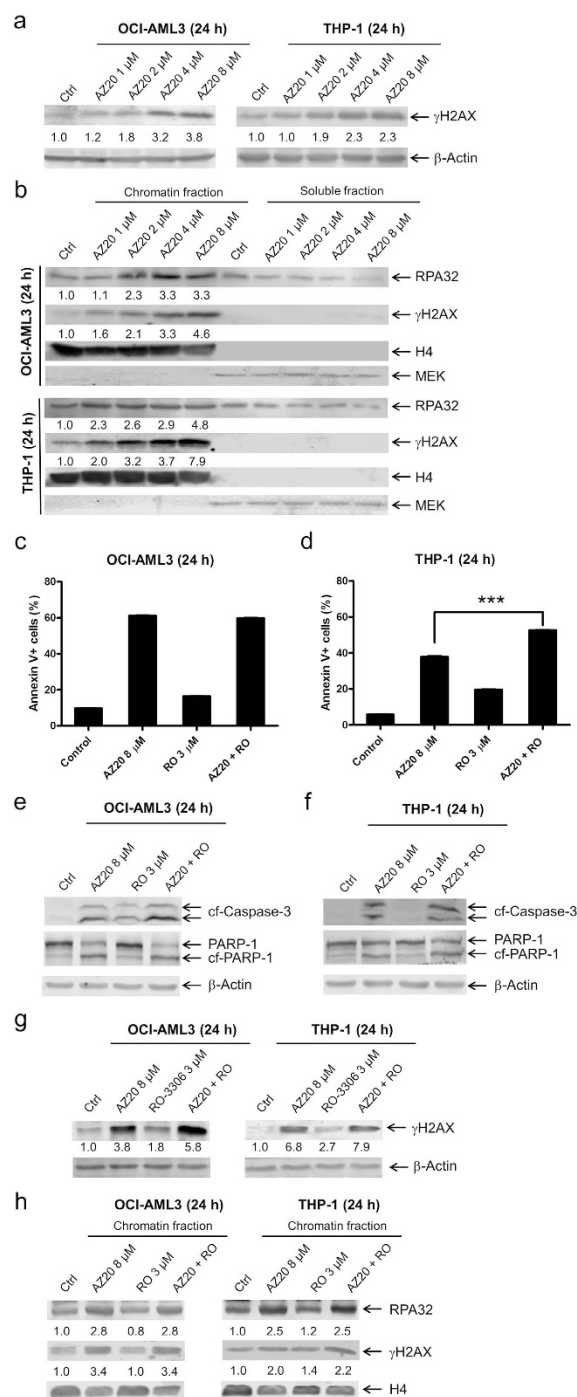 a
OCI-AML3 (24 h) THP-1 (24 h)
Ctrl AZ20 1 µM AZ20 2 µM AZ20 4 µM AZ20 8 µM Ctrl AZ20 1 µM AZ20 2 µM AZ20 4 µM AZ20 8 µM
γH2AX
1.0 1.2 1.8 3.2 3.8 1.0 1.0 1.9 2.3 2.3
β-Actin
b
Chromatin fraction Soluble fraction
Ctrl AZ20 1 µM AZ20 2 µM AZ20 4 µM AZ20 8 µM Ctrl AZ20 1 µM AZ20 2 µM AZ20 4 µM AZ20 8 µM
OCI-AML3 (24 h)
RPA32
1.0 1.1 2.3 3.3 3.3
γH2AX
1.0 1.6 2.1 3.3 4.6
H4
MEK
THP-1 (24 h)
RPA32
1.0 2.3 2.6 2.9 4.8
γH2AX
1.0 2.0 3.2 3.7 7.9
H4
MEK
c
OCI-AML3 (24 h)
Annexin V+ cells (%)
80
60
40
20
0
Control AZ20 8 µM RO 3 µM AZ20 + RO
d
THP-1 (24 h)
***
Annexin V+ cells (%)
80
60
40
20
0
Control AZ20 8 µM RO 3 µM AZ20 + RO
e
OCI-AML3 (24 h)
Ctrl AZ20 8 µM RO 3 µM AZ20 + RO
cf-Caspase-3
PARP-1
cf-PARP-1
β-Actin
f
THP-1 (24 h)
Ctrl AZ20 8 µM RO 3 µM AZ20 + RO
cf-Caspase-3
PARP-1
cf-PARP-1
β-Actin
g
OCI-AML3 (24 h) THP-1 (24 h)
Ctrl AZ20 8 µM RO-3306 3 µM AZ20 + RO Ctrl AZ20 8 µM RO-3306 3 µM AZ20 + RO
γH2AX
1.0 3.8 1.8 5.8 1.0 6.8 2.7 7.9
β-Actin
h
OCI-AML3 (24 h) THP-1 (24 h)
Chromatin fraction Chromatin fraction
Ctrl AZ20 8 µM RO 3 µM AZ20 + RO Ctrl AZ20 8 µM RO 3 µM AZ20 + RO
RPA32
1.0 2.8 0.8 2.8 1.0 2.5 1.2 2.5
γH2AX
1.0 3.4 1.0 3.4 1.0 2.0 1.4 2.2
H4